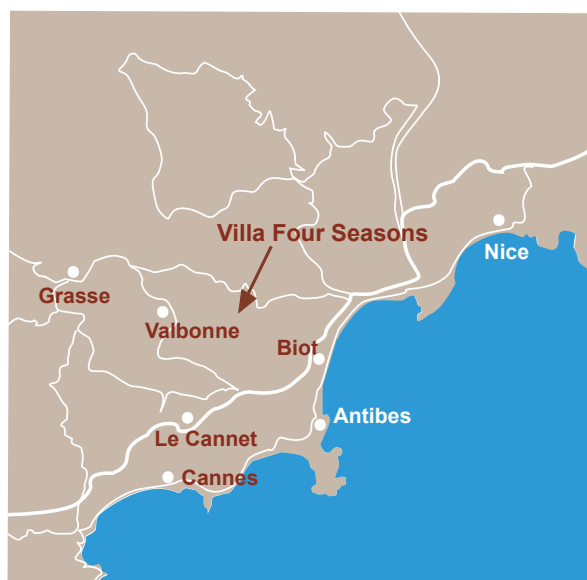 Villa Four Seasons
Nice
Grasse
Valbonne
Biot
Antibes
Le Cannet
Cannes